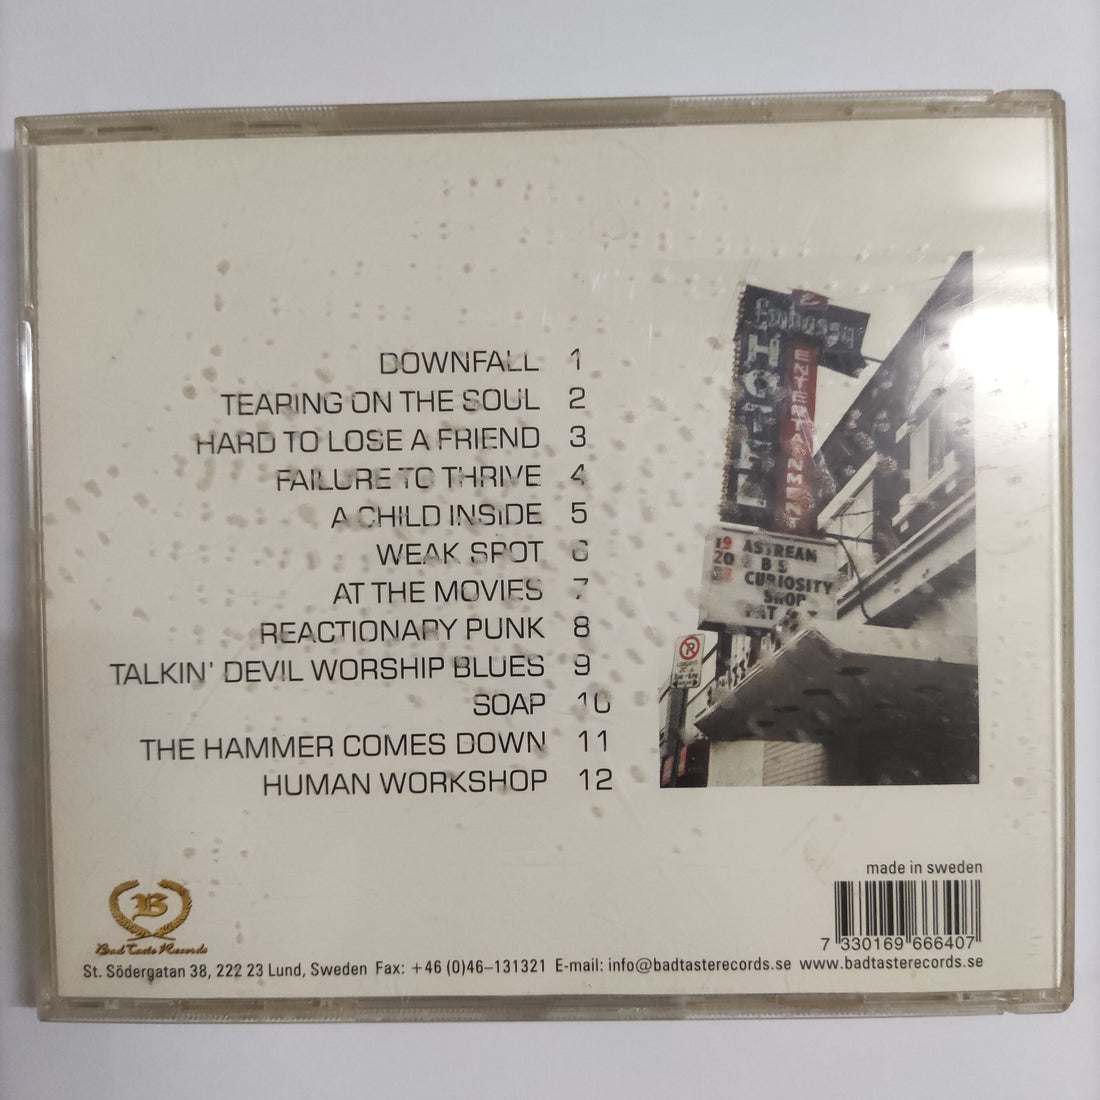 DOWNFALL 1
TEARING ON THE SOUL 2
HARD TO LOSE A FRIEND 3
FAILURE TO THRIVE 4
A CHILD INSIDE 5
WEAK SPOT 6
AT THE MOVIES 7
REACTIONARY PUNK 8
TALKIN' DEVIL WORSHIP BLUES 9
SOAP 10
THE HAMMER COMES DOWN 11
HUMAN WORKSHOP 12
Embassy
HOTEL
ENTERTAINMENT
19 ASTREAM
20 B S
CURIOSITY
SHOP
made in sweden
7 330169 666407
B
Bad Taste Records
St. Södergatan 38, 222 23 Lund, Sweden Fax: +46 (0)46–131321 E-mail: info@badtasterecords.se www.badtasterecords.se